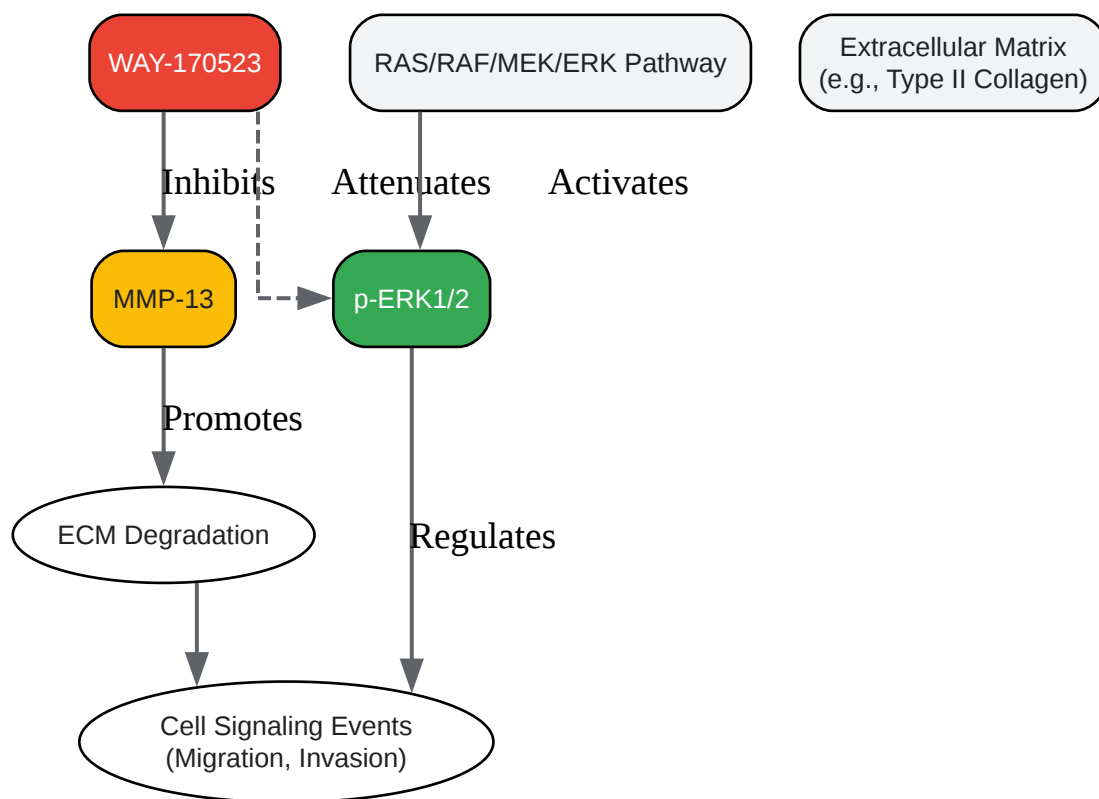 WAY-170523
RAS/RAF/MEK/ERK Pathway
Extracellular Matrix
(e.g., Type II Collagen)
Inhibits
Attenuates
Activates
MMP-13
p-ERK1/2
Promotes
ECM Degradation
Regulates
Cell Signaling Events
(Migration, Invasion)